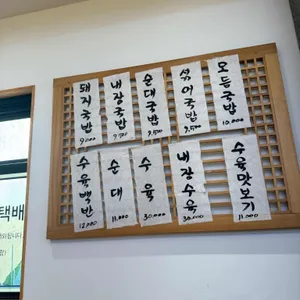 돼지국밥
9,000
내장국밥
9,500
순대국밥
9,500
섞어국밥
9,500
모듬국밥
10,000
수육백반
12,000
순대
11,000
수육
30,000
내장수육
30,000
수육맛보기
11,000
택배